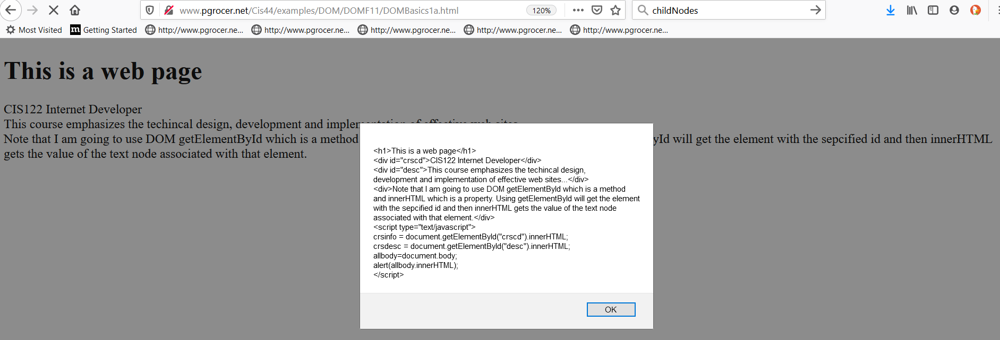 www.pgrocer.net/Cis44/examples/DOM/DOMF11/DOMBasics1a.html 120% childNodes
Most Visited m Getting Started http://www.pgrocer.ne... http://www.pgrocer.ne... http://www.pgrocer.ne... http://www.pgrocer.ne... http://www.pgrocer.ne...
This is a web page
CIS122 Internet Developer
This course emphasizes the techincal design, development and implementation of effective web sites...
Note that I am going to use DOM getElementById which is a method yId will get the element with the sepcified id and then innerHTML
gets the value of the text node associated with that element.
<h1>This is a web page</h1>
<div id="crscd">CIS122 Internet Developer</div>
<div id="desc">This course emphasizes the techincal design,
development and implementation of effective web sites...</div>
<div>Note that I am going to use DOM getElementById which is a method
and innerHTML which is a property. Using getElementById will get the element
with the sepcified id and then innerHTML gets the value of the text node
associated with that element.</div>
<script type="text/javascript">
crsinfo = document.getElementById("crscd").innerHTML;
crsdesc = document.getElementById("desc").innerHTML;
allbody=document.body;
alert(allbody.innerHTML);
</script>
OK